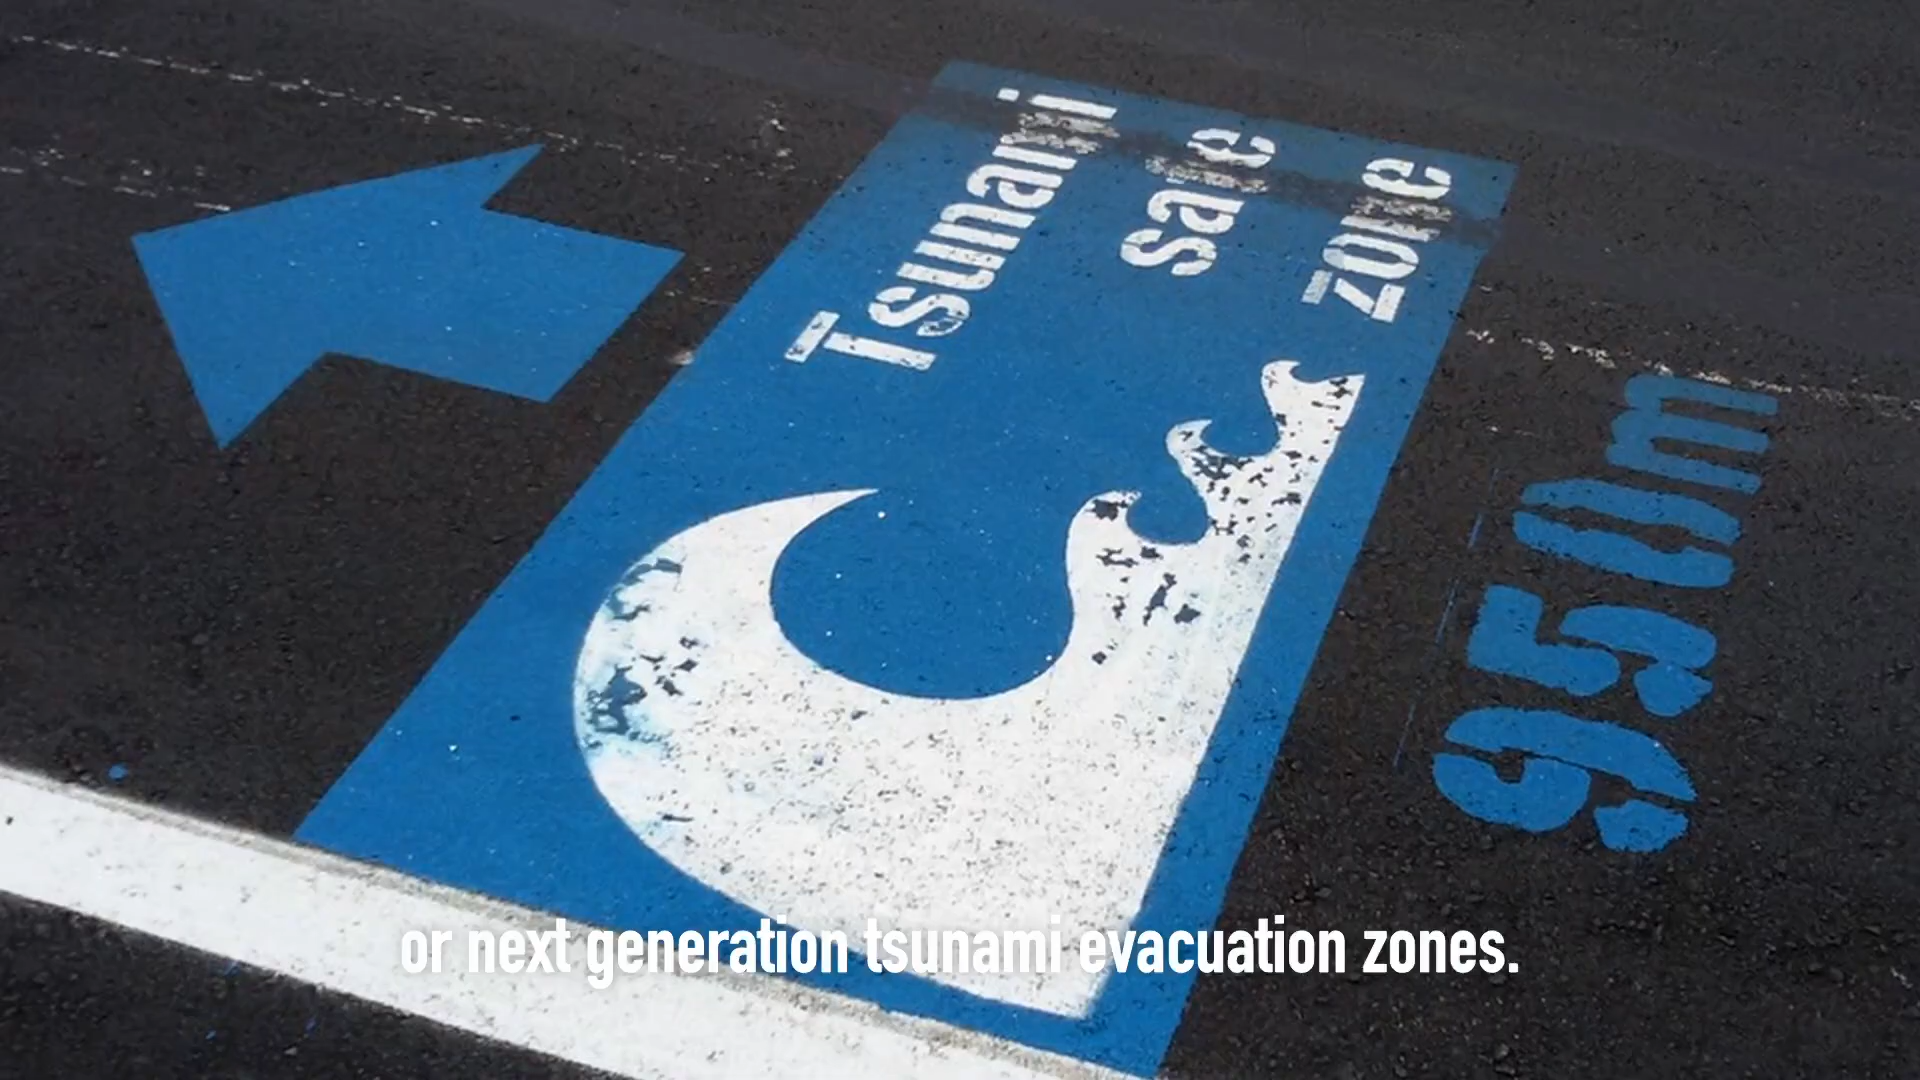 Tsunami
safe
zone
950m
or next generation tsunami evacuation zones.